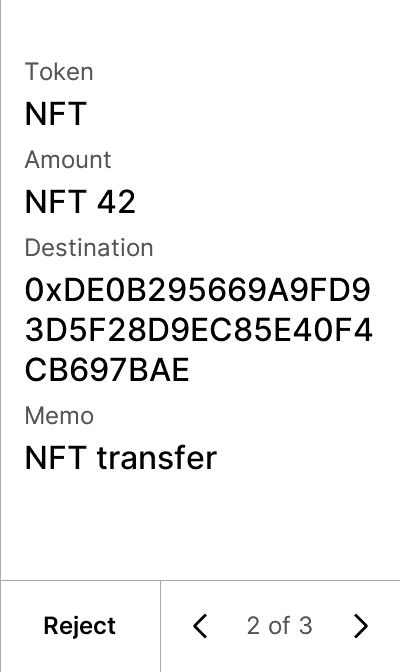 Token
NFT
Amount
NFT 42
Destination
0xDE0B295669A9FD9
3D5F28D9EC85E40F4
CB697BAE
Memo
NFT transfer
Reject
2 of 3